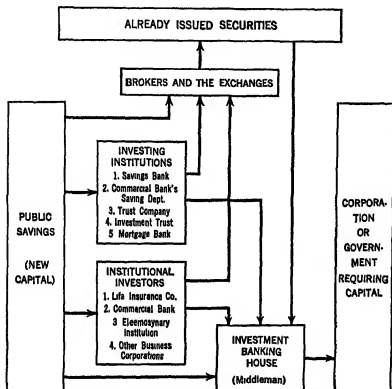 ALREADY ISSUED SECURITIES
BROKERS AND THE EXCHANGES
PUBLIC
SAVINGS
(NEW
CAPITAL)
INVESTING
INSTITUTIONS
1. Savings Bank
2. Commercial Bank's
Saving Dept.
3. Trust Company
4. Investment Trust
5 Mortgage Bank
INSTITUTIONAL
INVESTORS
1. Life Insurance Co.
2. Commercial Bank
3 Eleemosynary
Institution
4. Other Business
Corporations
INVESTMENT
BANKING
HOUSE
(Middleman)
CORPORA-
TION
OR
GOVERN-
MENT
REQUIRING
CAPITAL